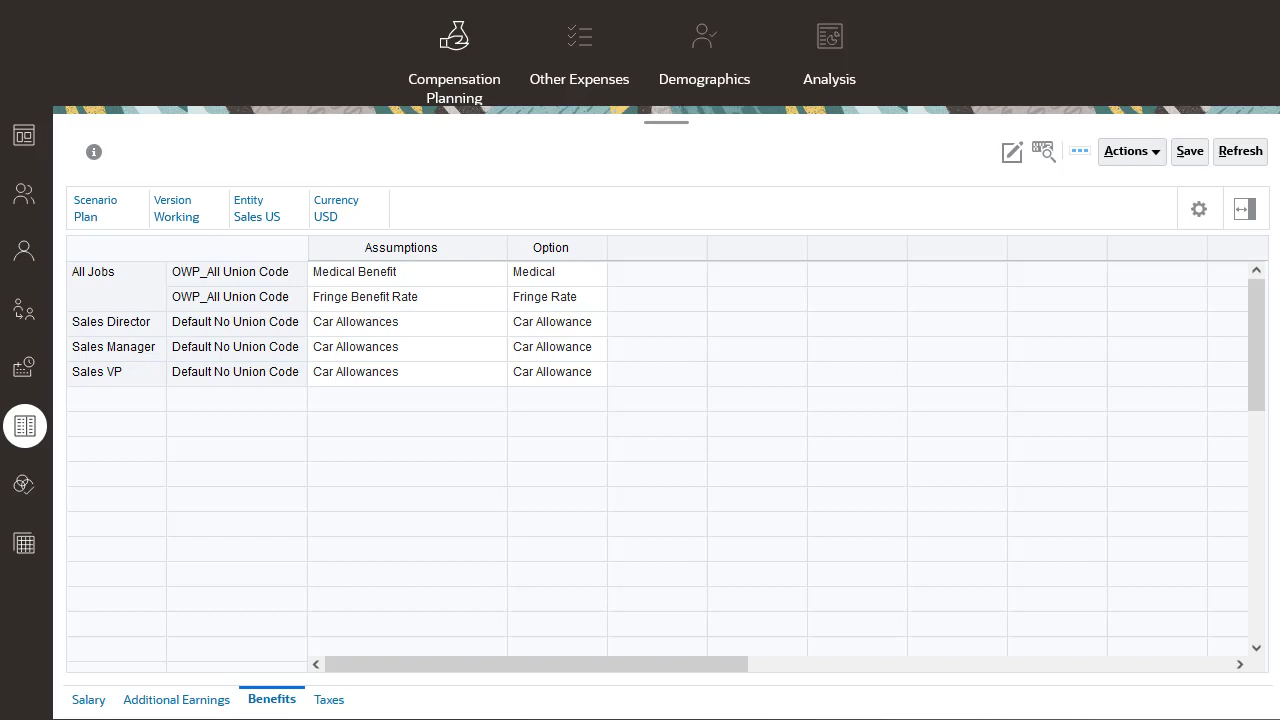 Compensation Planning
Other Expenses
Demographics
Analysis
Actions
Save
Refresh
Scenario
Plan
Version
Working
Entity
Sales US
Currency
USD
Assumptions Option
All Jobs OWP_All Union Code Medical Benefit Medical
OWP_All Union Code Fringe Benefit Rate Fringe Rate
Sales Director Default No Union Code Car Allowances Car Allowance
Sales Manager Default No Union Code Car Allowances Car Allowance
Sales VP Default No Union Code Car Allowances Car Allowance
Salary Additional Earnings Benefits Taxes